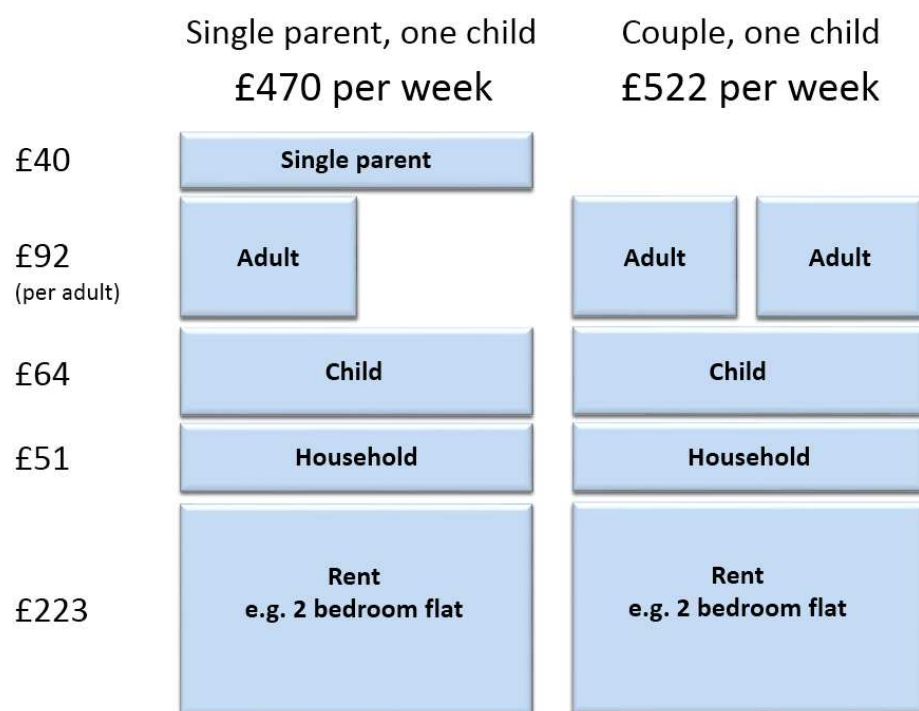 Single parent, one child
£470 per week
Couple, one child
£522 per week
£40
Single parent
£92
(per adult)
Adult
Adult
Adult
£64
Child
Child
£51
Household
Household
£223
Rent
e.g. 2 bedroom flat
Rent
e.g. 2 bedroom flat